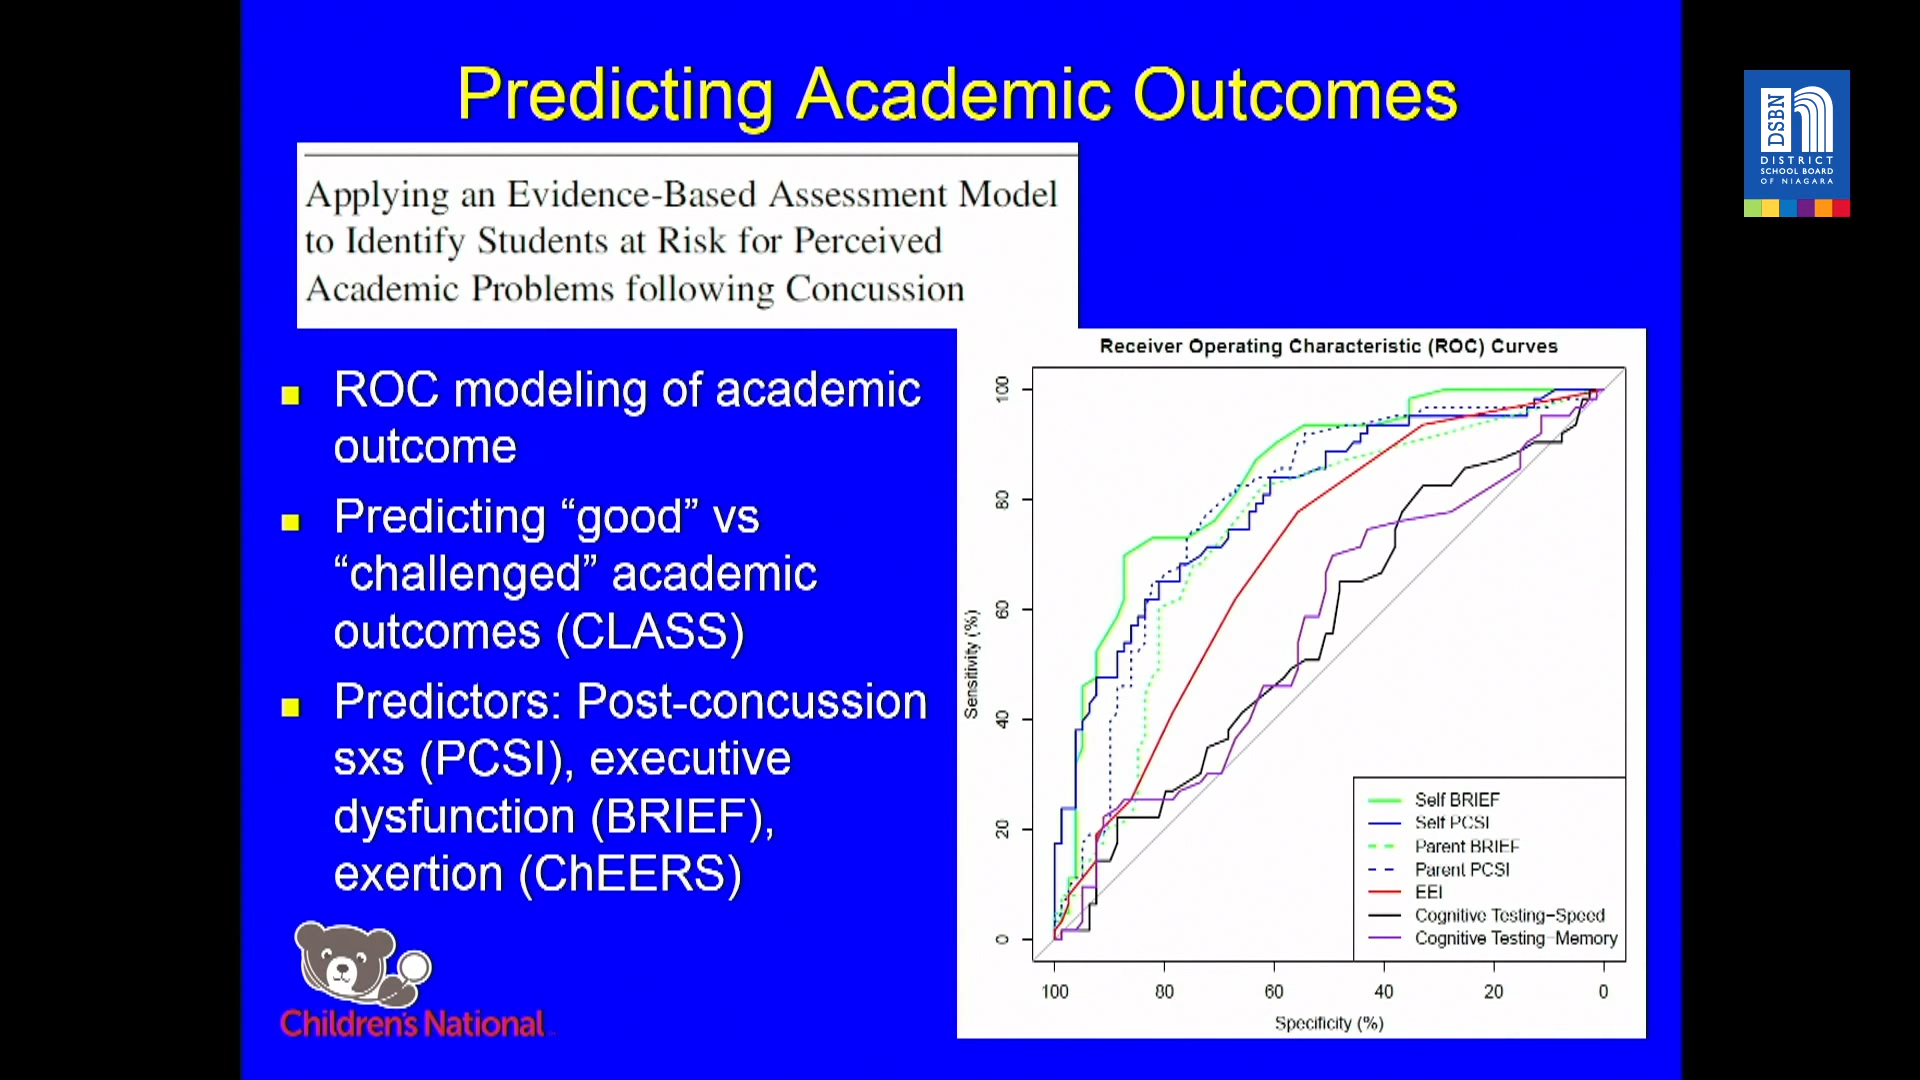 Predicting Academic Outcomes
DSBN
DISTRICT
SCHOOL BOARD
OF NIAGARA
Applying an Evidence-Based Assessment Model
to Identify Students at Risk for Perceived
Academic Problems following Concussion
ROC modeling of academic
outcome
Predicting “good” vs
“challenged” academic
outcomes (CLASS)
Predictors: Post-concussion
sxs (PCSI), executive
dysfunction (BRIEF),
exertion (ChEERS)
Children's National
Receiver Operating Characteristic (ROC) Curves
Sensitivity (%)
100
80
60
40
20
0
Self BRIEF
Self PCSI
Parent BRIEF
Parent PCSI
EEI
Cognitive Testing-Speed
Cognitive Testing-Memory
100 80 60 40 20 0
Specificity (%)